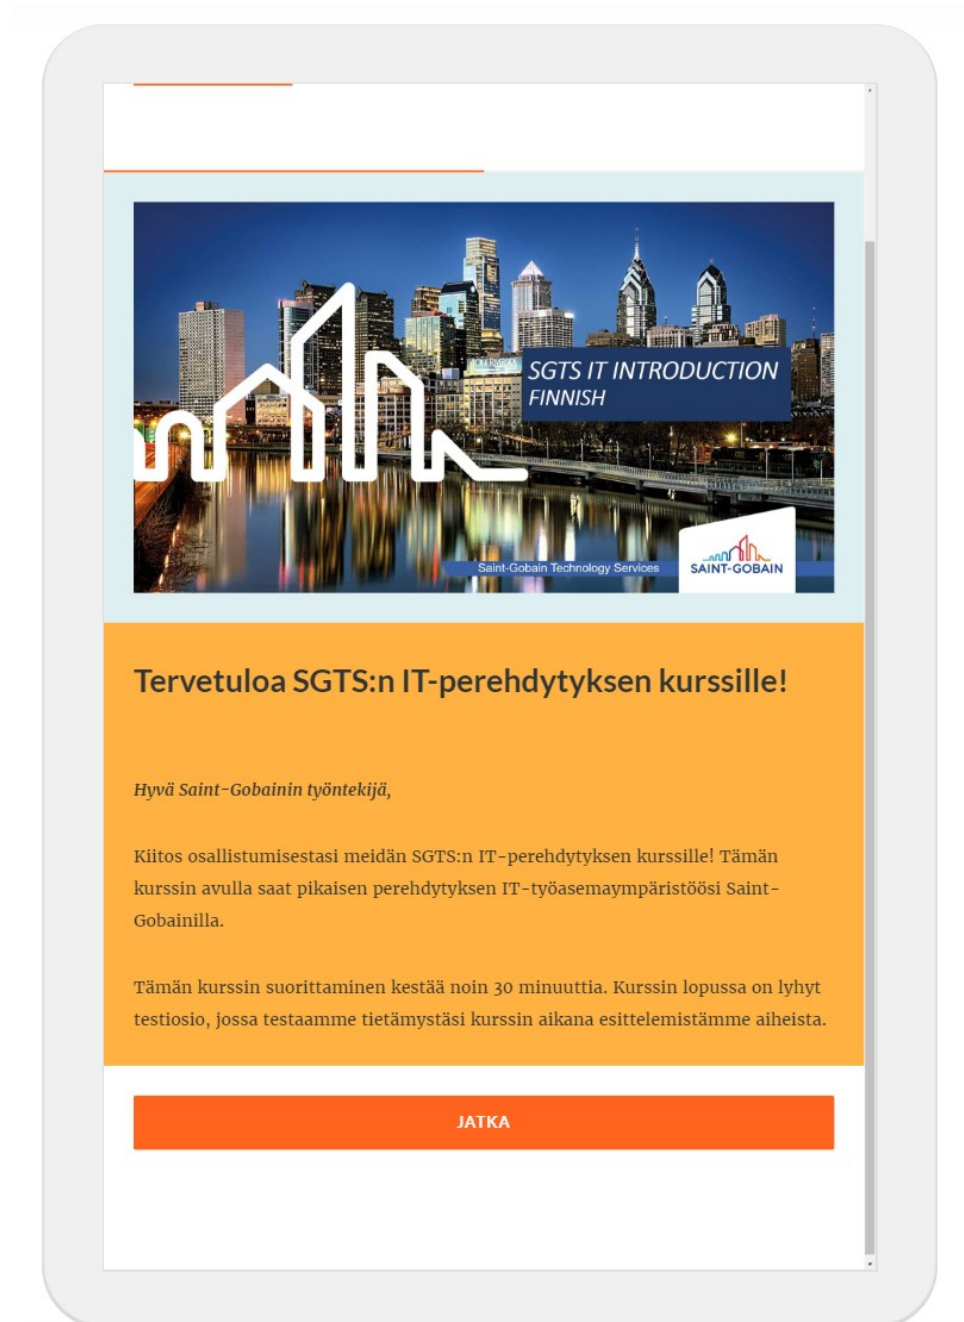 SGTS IT INTRODUCTION
FINNISH
Saint-Gobain Technology Services
SAINT-GOBAIN
Tervetuloa SGTS:n IT-perehdytyksen kurssille!
Hyvä Saint-Gobainin työntekijä,
Kiitos osallistumisestasi meidän SGTS:n IT-perehdytyksen kurssille! Tämän
kurssin avulla saat pikaisen perehdytyksen IT-työasemaympäristöösi Saint-
Gobainilla.
Tämän kurssin suorittaminen kestää noin 30 minuuttia. Kurssin lopussa on lyhyt
testiosio, jossa testaamme tietämystäsi kurssin aikana esittelemistämme aiheista.
JATKA